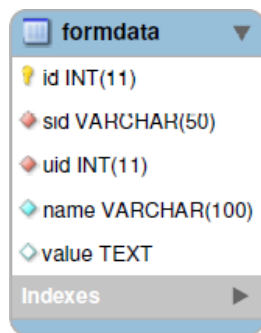 formdata
id INT(11)
sid VARCHAR(50)
uid INT(11)
name VARCHAR(100)
value TEXT
Indexes